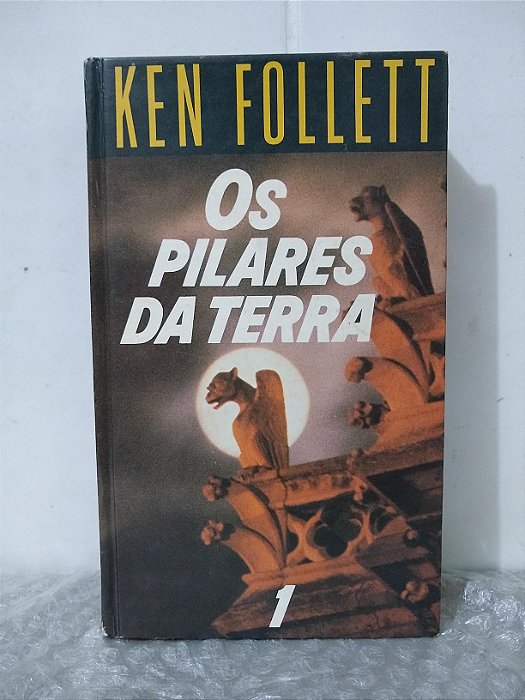 KEN FOLLETT
Os
PILARES
DA TERRA
1